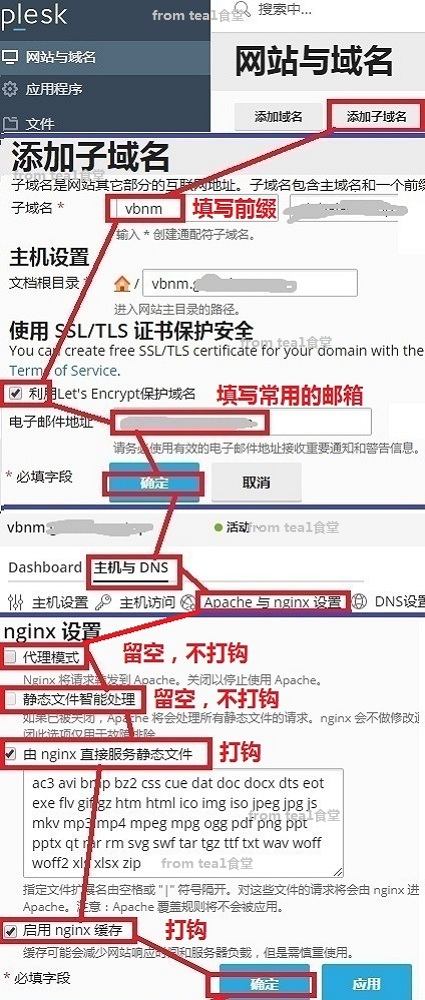 plesk
from tea1食堂
搜索中...
网站与域名
应用程序
文件
网站与域名
添加域名
添加子域名
添加子域名
from tea1食堂
子域名是网站其它部分的互联网地址。子域名包含主域名和一个前缀
子域名 *
vbnm
填写前缀
输入 * 创建通配符子域名。
主机设置
文档根目录
/
vbnm.
进入网站主目录的路径。
使用 SSL/TLS 证书保护安全
from tea1食堂
You can create free SSL/TLS certificate for your domain with the
Terms of Service.
利用Let's Encrypt保护域名
填写常用的邮箱
电子邮件地址
请务必使用有效的电子邮件地址接收重要通知和警告信息。
* 必填字段
确定
取消
vbnm.
活动
from tea1食堂
Dashboard
主机与 DNS
主机设置
主机访问
Apache 与 nginx 设置
DNS设置
nginx 设置
代理模式
留空，不打钩
Nginx 将请求转发到 Apache。关闭以停止使用 Apache。
静态文件智能处理
留空，不打钩
如果已被关闭，Apache 将会处理所有静态文件的请求。nginx 会不做修改
闭此选项仅用于故障排除
由 nginx 直接服务静态文件
打钩
ac3 avi bmp bz2 css cue dat doc docx dts eot
exe flv gif gz htm html ico img iso jpeg jpg js
mkv mp3 mp4 mpeg mpg ogg pdf png ppt
pptx qt rar rm svg swf tar tgz ttf txt wav woff
woff2 xls xlsx zip
from tea1食堂
指定文件扩展名由空格或 "|" 符号隔开。对这些文件的请求将会由 nginx 进
Apache。注意：Apache 覆盖规则将不会被应用。
启用 nginx 缓存
打钩
缓存可能会减少网站响应时间和服务器负载，但是需慎重使用。
* 必填字段
确定
应用